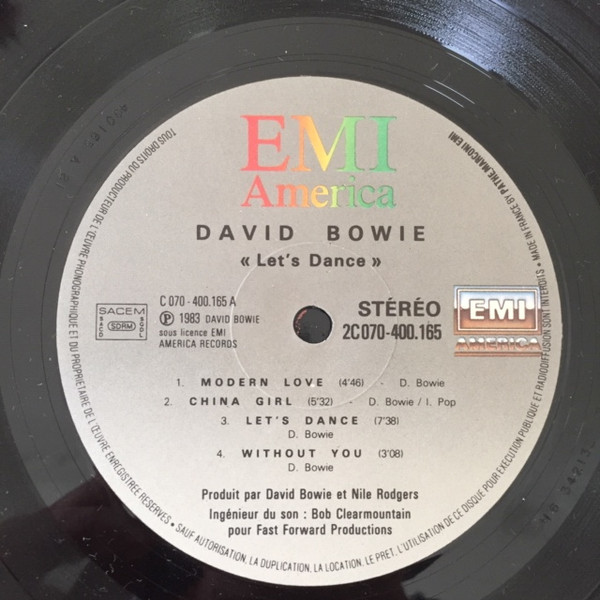 EMI
America
DAVID BOWIE
« Let's Dance »
C 070 - 400.165 A
Ⓟ 1983 DAVID BOWIE
sous licence EMI
AMERICA RECORDS
SACEM
SACD
SDRM
SGDL
STÉRÉO
2C070-400.165
EMI
AMERICA
1. MODERN LOVE (4'46) - D. Bowie
2. CHINA GIRL (5'32) - D. Bowie / I. Pop
3. LET'S DANCE (7'38)
D. Bowie
4. WITHOUT YOU (3'08)
D. Bowie
Produit par David Bowie et Nile Rodgers
Ingénieur du son : Bob Clearmountain
pour Fast Forward Productions
TOUS DROITS DU PRODUCTEUR DE L'ŒUVRE PHONOGRAPHIQUE ET DU PROPRIETAIRE DE L'ŒUVRE ENREGISTREE RESERVES • SAUF AUTORISATION, LA DUPLICATION, LA LOCATION, LE PRET, L'UTILISATION DE CE DISQUE POUR EXECUTION PUBLIQUE ET RADIODIFFUSION SONT INTERDITS • MADE IN FRANCE BY PATHE MARCONI EMI